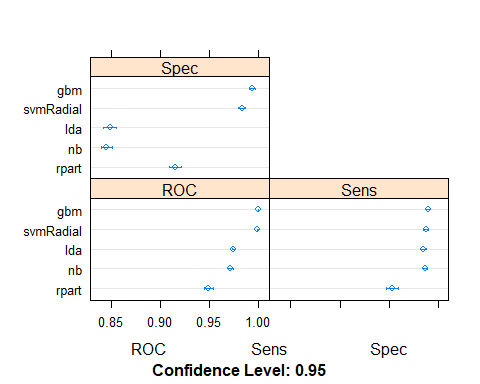 Spec
gbm
svmRadial
lda
nb
rpart
ROC Sens
gbm
svmRadial
lda
nb
rpart
0.85 0.90 0.95 1.00
ROC Sens Spec
Confidence Level: 0.95